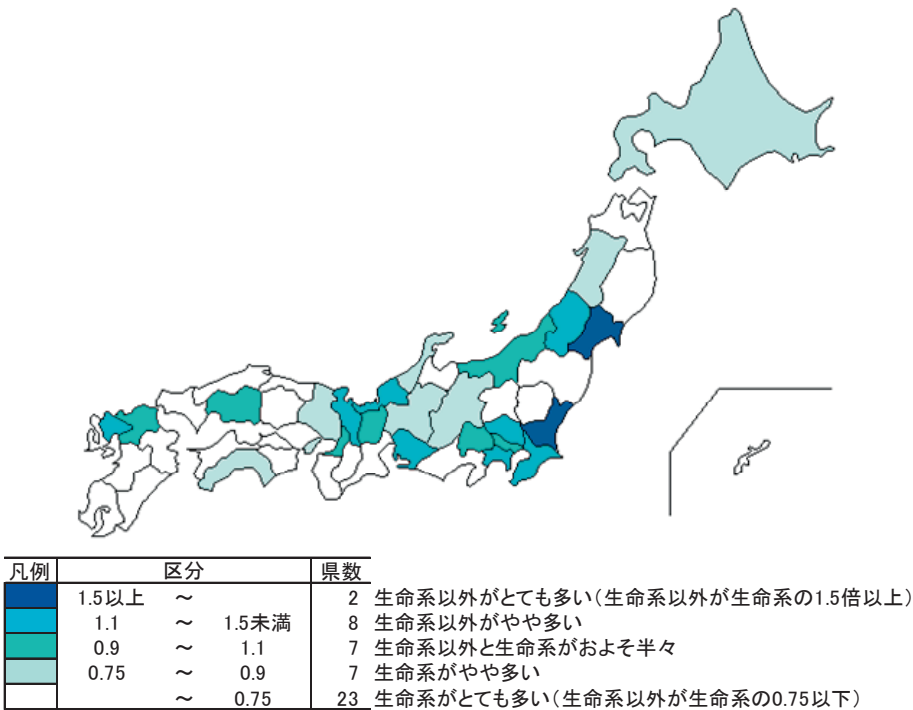 凡例 区分 県数
1.5以上 ～ 2 生命系以外がとても多い（生命系以外が生命系の1.5倍以上）
1.1 ～ 1.5未満 8 生命系以外がやや多い
0.9 ～ 1.1 7 生命系以外と生命系がおよそ半々
0.75 ～ 0.9 7 生命系がやや多い
～ 0.75 23 生命系がとても多い（生命系以外が生命系の0.75以下）